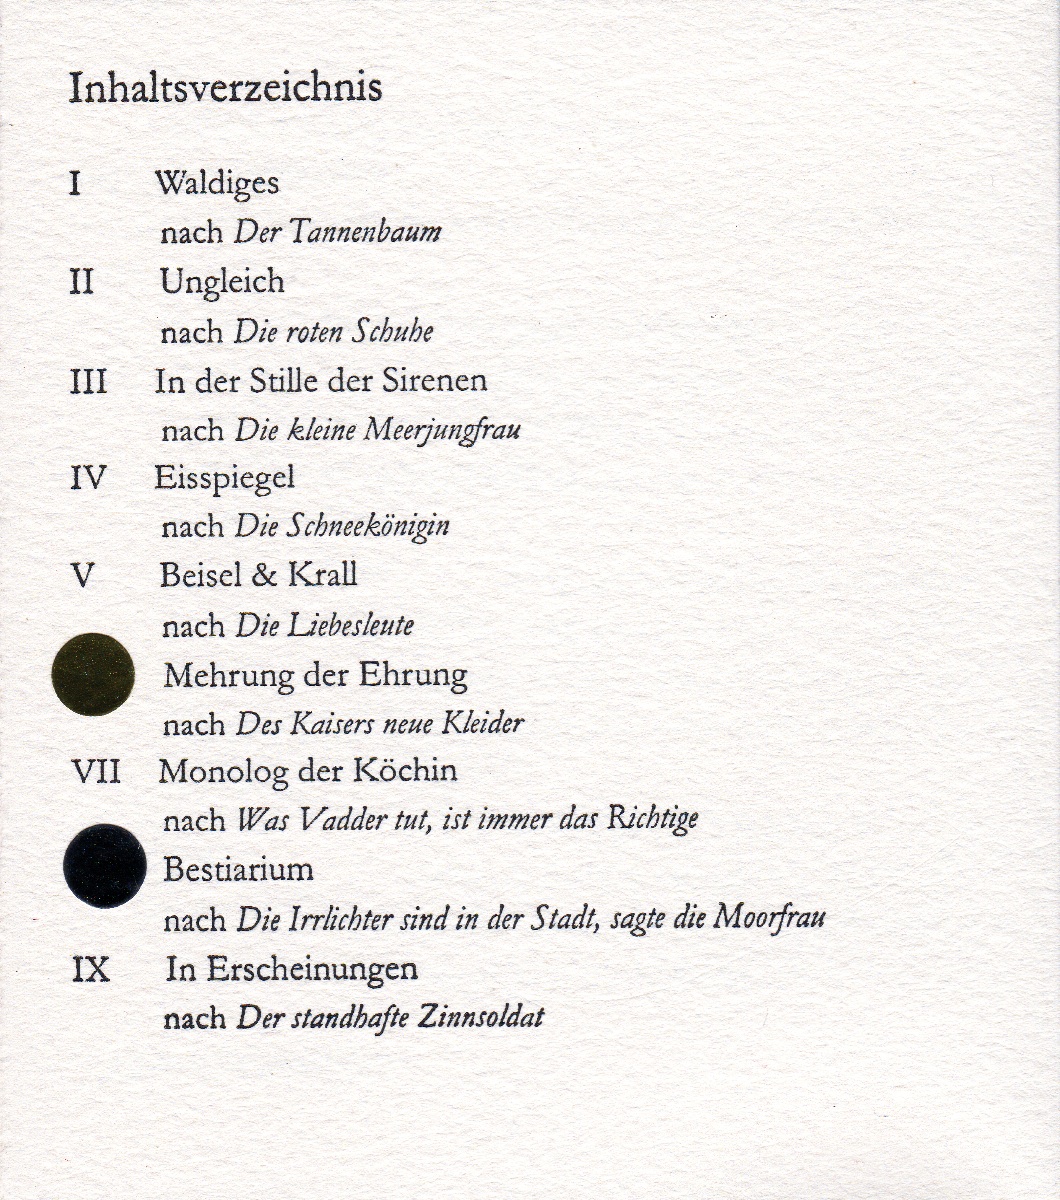 Inhaltsverzeichnis
I Waldiges
nach Der Tannenbaum
II Ungleich
nach Die roten Schuhe
III In der Stille der Sirenen
nach Die kleine Meerjungfrau
IV Eisspiegel
nach Die Schneekönigin
V Beisel & Krall
nach Die Liebesleute
Mehrung der Ehrung
nach Des Kaisers neue Kleider
VII Monolog der Köchin
nach Was Vadder tut, ist immer das Richtige
Bestiarium
nach Die Irrlichter sind in der Stadt, sagte die Moorfrau
IX In Erscheinungen
nach Der standhafte Zinnsoldat